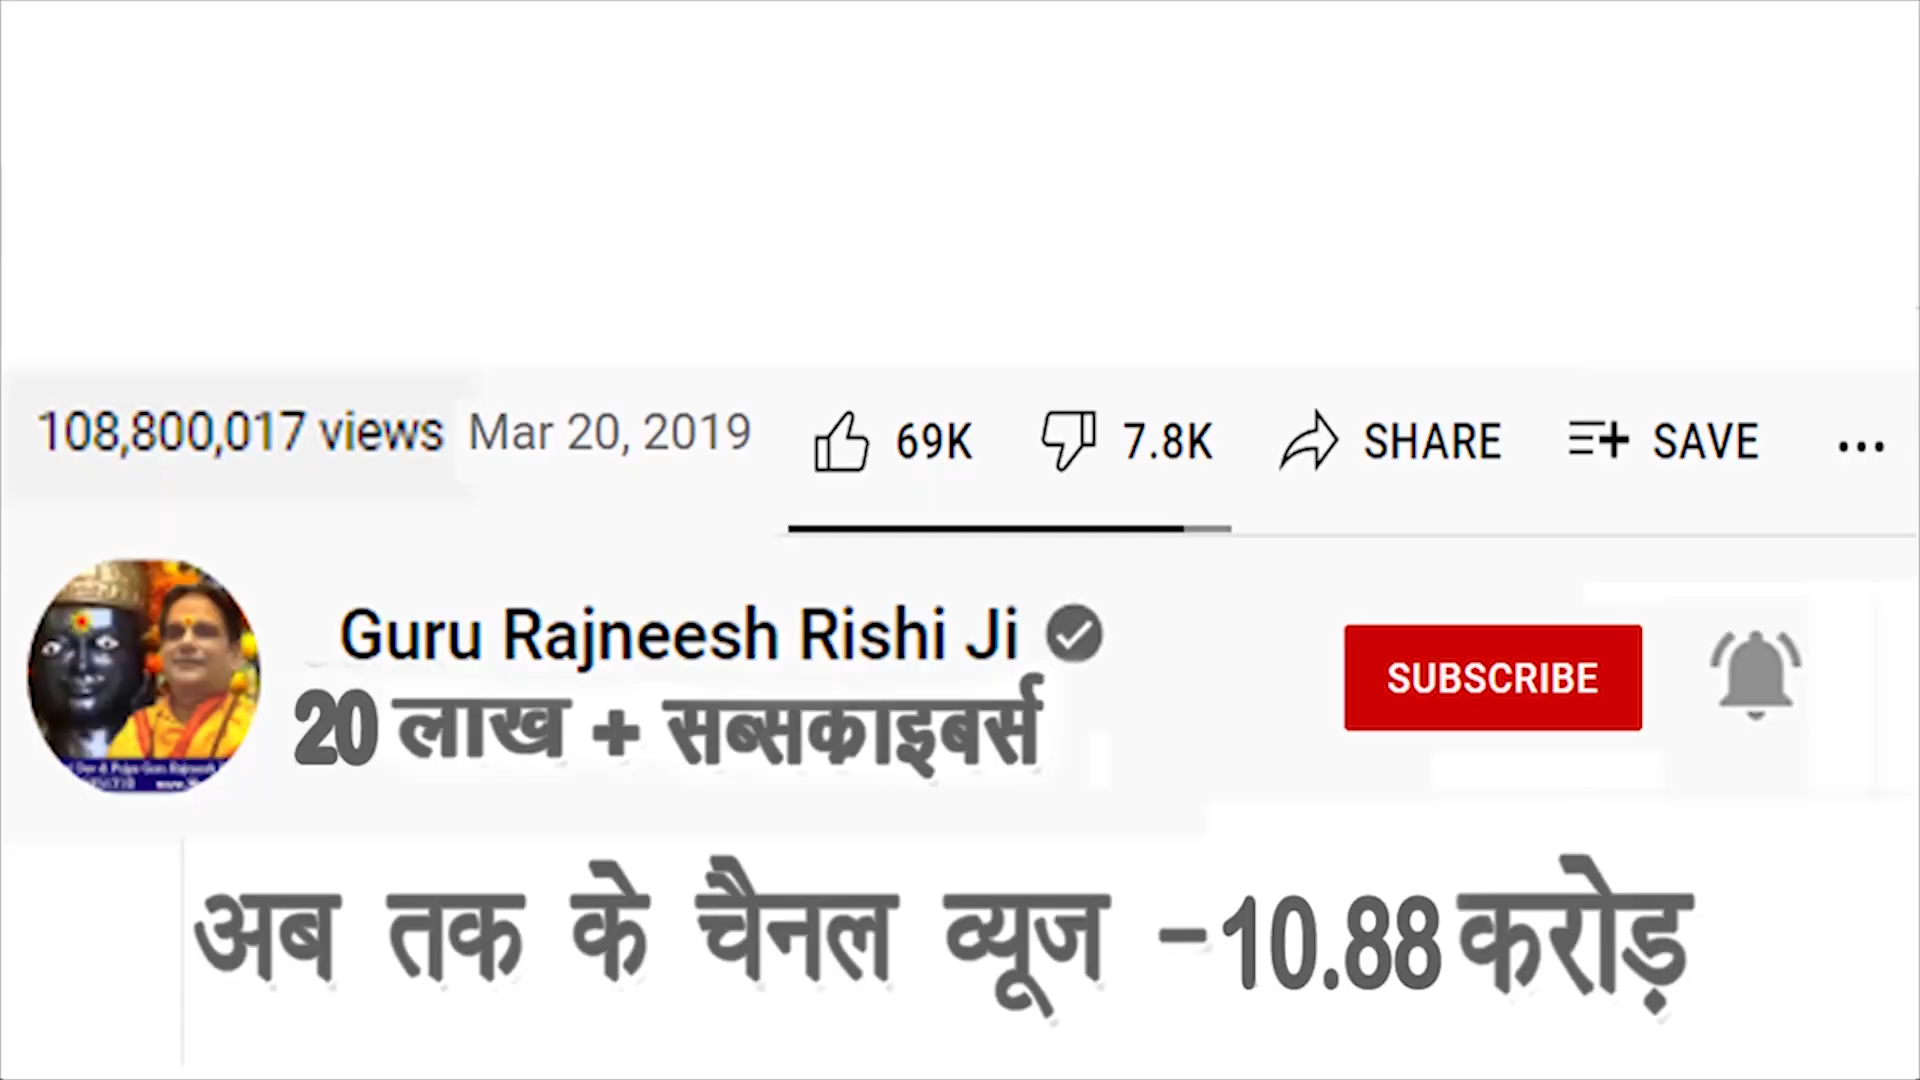 108,800,017 views Mar 20, 2019 69K 7.8K SHARE SAVE
Guru Rajneesh Rishi Ji
20 लाख + सब्सकाइबर्स
SUBSCRIBE
अब तक के चैनल व्यूज -10.88 करोड़